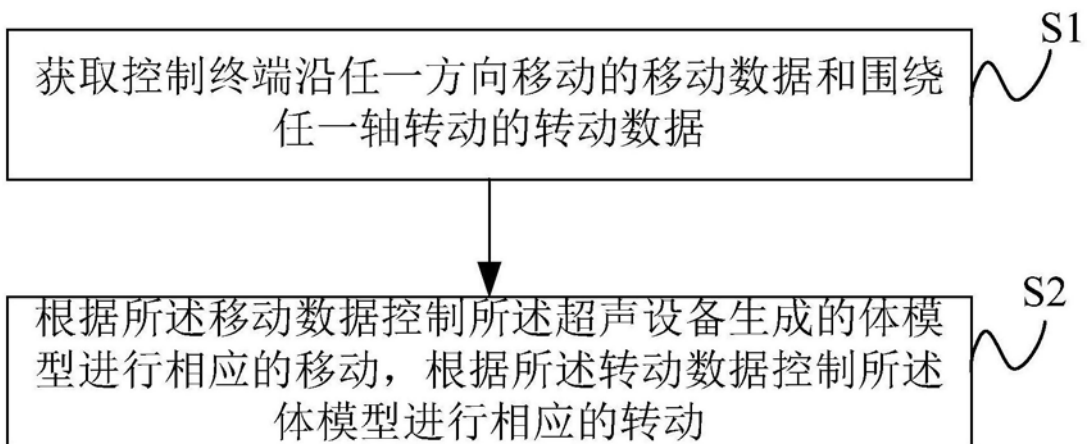 S1
获取控制终端沿任一方向移动的移动数据和围绕
任一轴转动的转动数据
S2
根据所述移动数据控制所述超声设备生成的体模
型进行相应的移动，根据所述转动数据控制所述
体模型进行相应的转动